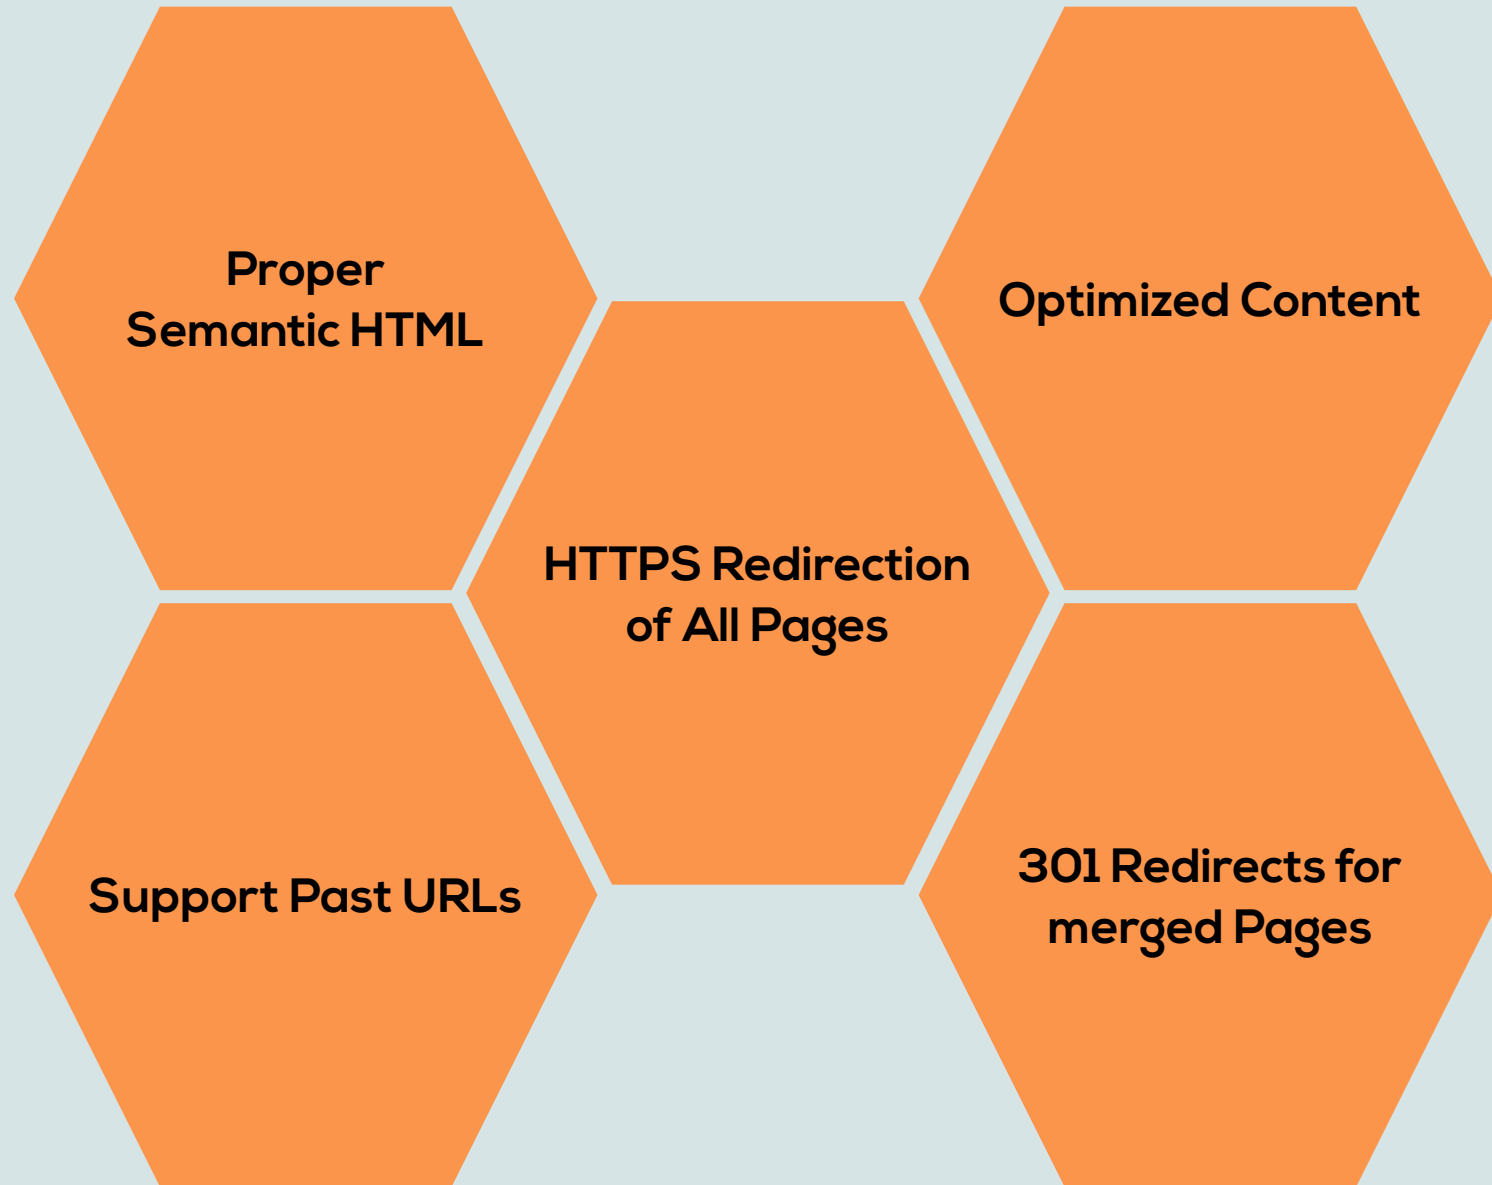 Proper
Semantic HTML
Optimized Content
HTTPS Redirection
of All Pages
Support Past URLs
301 Redirects for
merged Pages